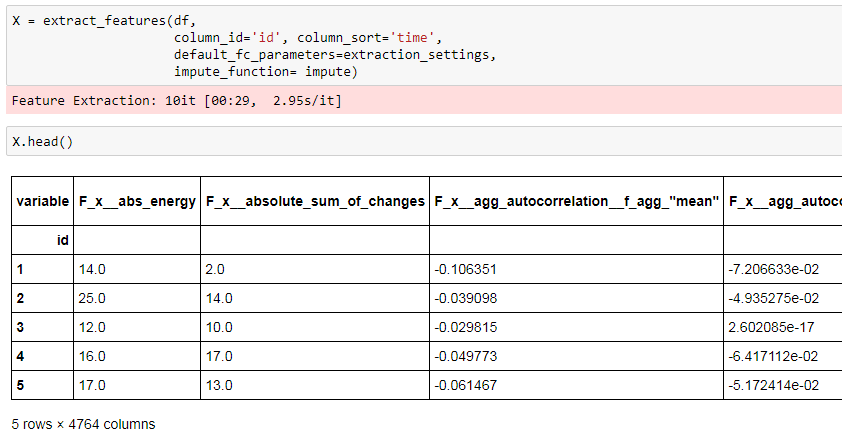 X = extract_features(df,
column_id='id', column_sort='time',
default_fc_parameters=extraction_settings,
impute_function= impute)
Feature Extraction: 10it [00:29,  2.95s/it]
X.head()
variable F_x__abs_energy F_x__absolute_sum_of_changes F_x__agg_autocorrelation__f_agg_"mean" F_x__agg_autoc
id
1 14.0 2.0 -0.106351 -7.206633e-02
2 25.0 14.0 -0.039098 -4.935275e-02
3 12.0 10.0 -0.029815 2.602085e-17
4 16.0 17.0 -0.049773 -6.417112e-02
5 17.0 13.0 -0.061467 -5.172414e-02
5 rows × 4764 columns